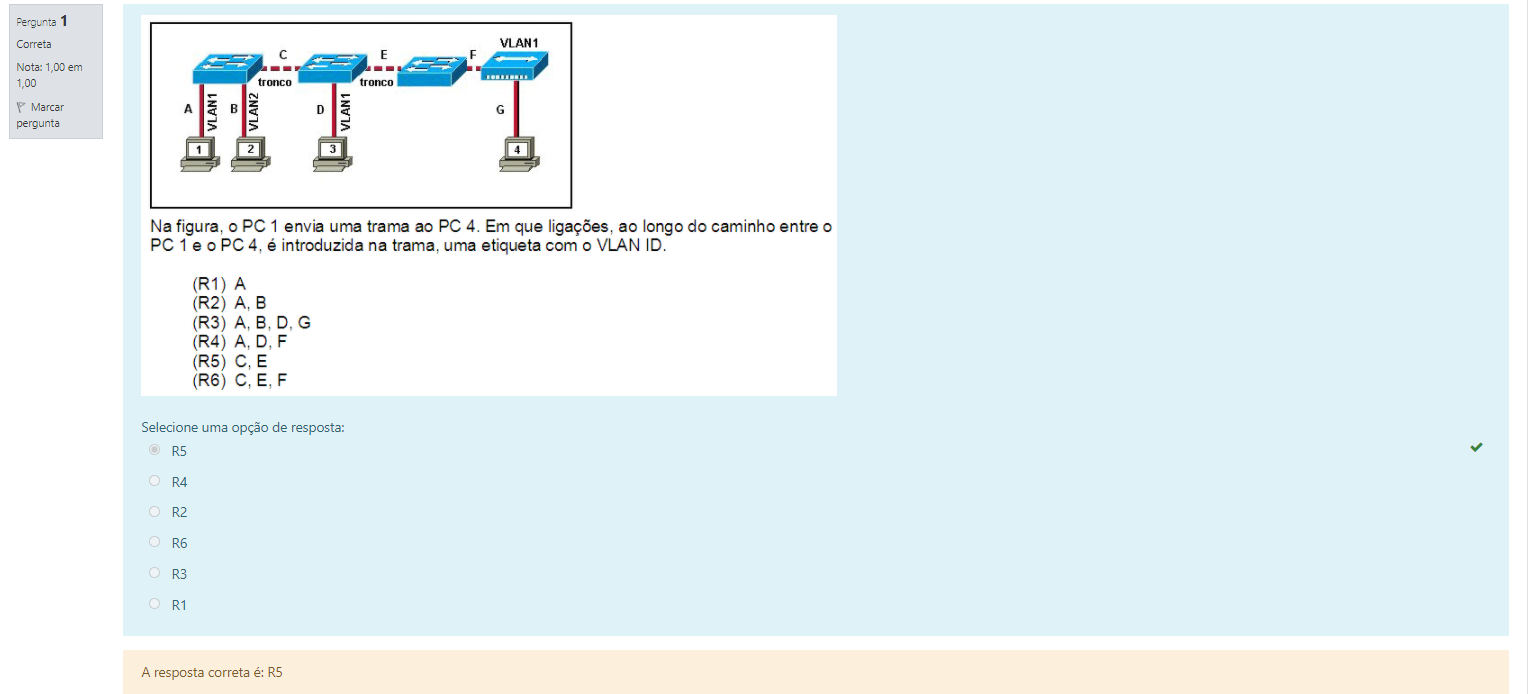 Pergunta 1
Correta
Nota: 1,00 em
1,00
Marcar
pergunta
VLAN1
C
E
F
tronco
tronco
A
VLAN1
B
VLAN2
D
VLAN1
G
1
2
3
4
Na figura, o PC 1 envia uma trama ao PC 4. Em que ligações, ao longo do caminho entre o
PC 1 e o PC 4, é introduzida na trama, uma etiqueta com o VLAN ID.
(R1) A
(R2) A, B
(R3) A, B, D, G
(R4) A, D, F
(R5) C, E
(R6) C, E, F
Selecione uma opção de resposta:
R5
R4
R2
R6
R3
R1
A resposta correta é: R5